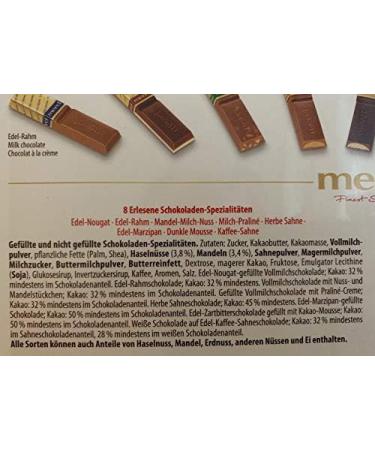 Edel-Rahm
Milk chocolate
Chocolat à la crème
me
Finest
8 Erlesene Schokoladen-Spezialitäten
Edel-Nougat · Edel-Rahm · Mandel-Milch-Nuss · Milch-Praliné · Herbe Sahne ·
Edel-Marzipan · Dunkle Mousse · Kaffee-Sahne
Gefüllte und nicht gefüllte Schokoladen-Spezialitäten. Zutaten: Zucker, Kakaobutter, Kakaomasse, Vollmilch-
pulver, pflanzliche Fette (Palm, Shea), Haselnüsse (3,8 %), Mandeln (3,4 %), Sahnepulver, Magermilchpulver,
Milchzucker, Buttermilchpulver, Butterreinfett, Dextrose, magerer Kakao, Fruktose, Emulgator Lecithine
(Soja), Glukosesirup, Invertzuckersirup, Kaffee, Aromen, Salz. Edel-Nougat-gefüllte Vollmilchschokolade; Kakao: 32 %
mindestens im Schokoladenanteil. Edel-Rahmschokolade; Kakao: 32 % mindestens. Vollmilchschokolade mit Nuss- und
Mandelstückchen; Kakao: 32 % mindestens im Schokoladenanteil. Gefüllte Vollmilchschokolade mit Praliné-Creme;
Kakao: 32 % mindestens im Schokoladenanteil. Herbe Sahneschokolade; Kakao: 45 % mindestens. Edel-Marzipan-gefüllte
Schokolade; Kakao: 50 % mindestens im Schokoladenanteil. Edel-Zartbitterschokolade gefüllt mit Kakao-Mousse; Kakao:
50 % mindestens im Schokoladenanteil. Weiße Schokolade auf Edel-Kaffee-Sahneschokolade; Kakao: 32 % mindestens
im Sahneschokoladenanteil, 28 % mindestens im weißen Schokoladenanteil.
Alle Sorten können auch Anteile von Haselnuss, Mandel, Erdnuss, anderen Nüssen und Ei enthalten.